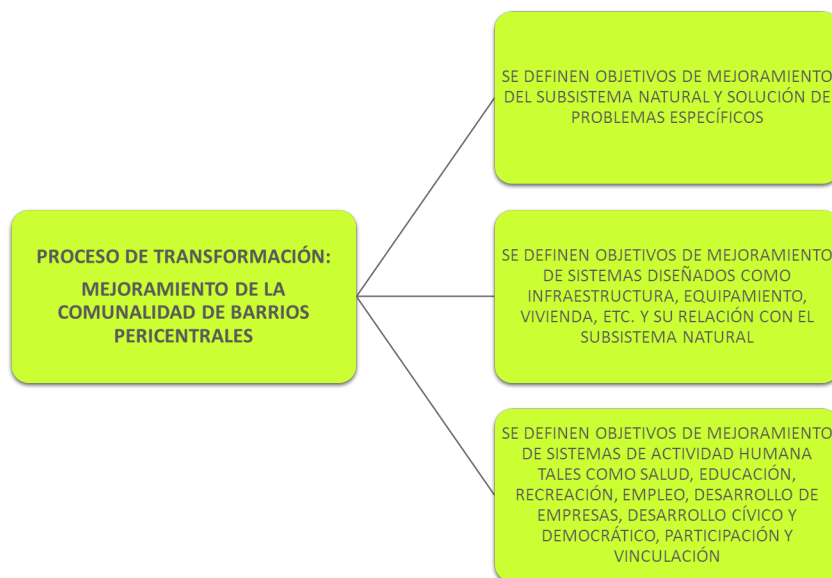 PROCESO DE TRANSFORMACIÓN:
MEJORAMIENTO DE LA
COMUNALIDAD DE BARRIOS
PERICENTRALES
SE DEFINEN OBJETIVOS DE MEJORAMIENTO
DEL SUBSISTEMA NATURAL Y SOLUCIÓN DE
PROBLEMAS ESPECÍFICOS
SE DEFINEN OBJETIVOS DE MEJORAMIENTO
DE SISTEMAS DISEÑADOS COMO
INFRAESTRUCTURA, EQUIPAMIENTO,
VIVIENDA, ETC. Y SU RELACIÓN CON EL
SUBSISTEMA NATURAL
SE DEFINEN OBJETIVOS DE MEJORAMIENTO
DE SISTEMAS DE ACTIVIDAD HUMANA
TALES COMO SALUD, EDUCACIÓN,
RECREACIÓN, EMPLEO, DESARROLLO DE
EMPRESAS, DESARROLLO CÍVICO Y
DEMOCRÁTICO, PARTICIPACIÓN Y
VINCULACIÓN